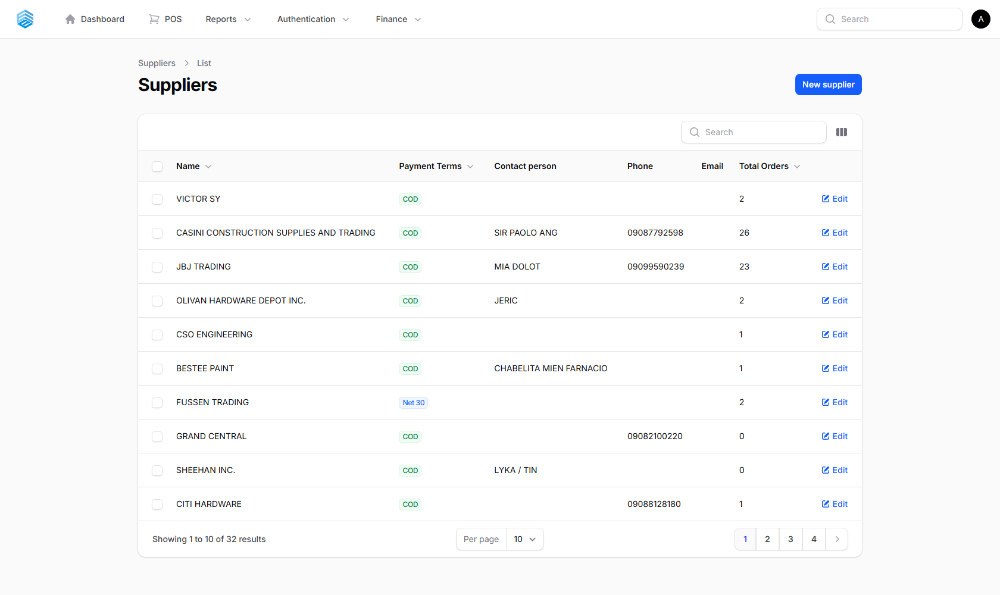 Dashboard
POS
Reports
Authentication
Finance
Search
A
Suppliers
List
Suppliers
New supplier
Search
Name
Payment Terms
Contact person
Phone
Email
Total Orders
VICTOR SY COD 2 Edit
CASINI CONSTRUCTION SUPPLIES AND TRADING COD SIR PAOLO ANG 09087792598 26 Edit
JBJ TRADING COD MIA DOLOT 09099590239 23 Edit
OLIVAN HARDWARE DEPOT INC. COD JERIC 2 Edit
CSO ENGINEERING COD 1 Edit
BESTEE PAINT COD CHABELITA MIEN FARNACIO 1 Edit
FUSSEN TRADING Net 30 2 Edit
GRAND CENTRAL COD 09082100220 0 Edit
SHEEHAN INC. COD LYKA / TIN 0 Edit
CITI HARDWARE COD 09088128180 1 Edit
Showing 1 to 10 of 32 results
Per page 10
1 2 3 4